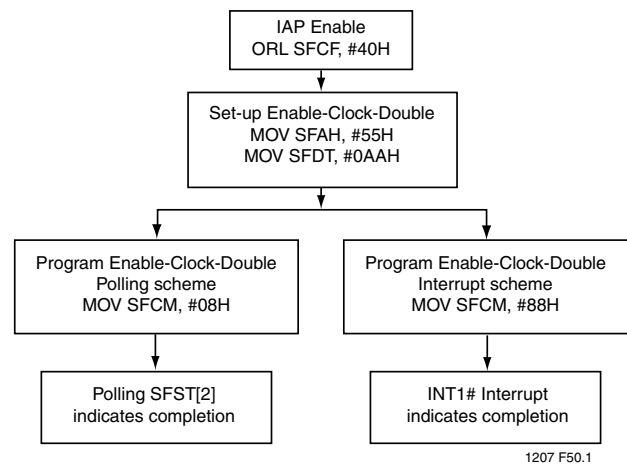 IAP Enable
ORL SFCF, #40H
Set-up Enable-Clock-Double
MOV SFAH, #55H
MOV SFDT, #0AAH
Program Enable-Clock-Double
Polling scheme
MOV SFCM, #08H
Program Enable-Clock-Double
Interrupt scheme
MOV SFCM, #88H
Polling SFST[2]
indicates completion
INT1# Interrupt
indicates completion
1207 F50.1